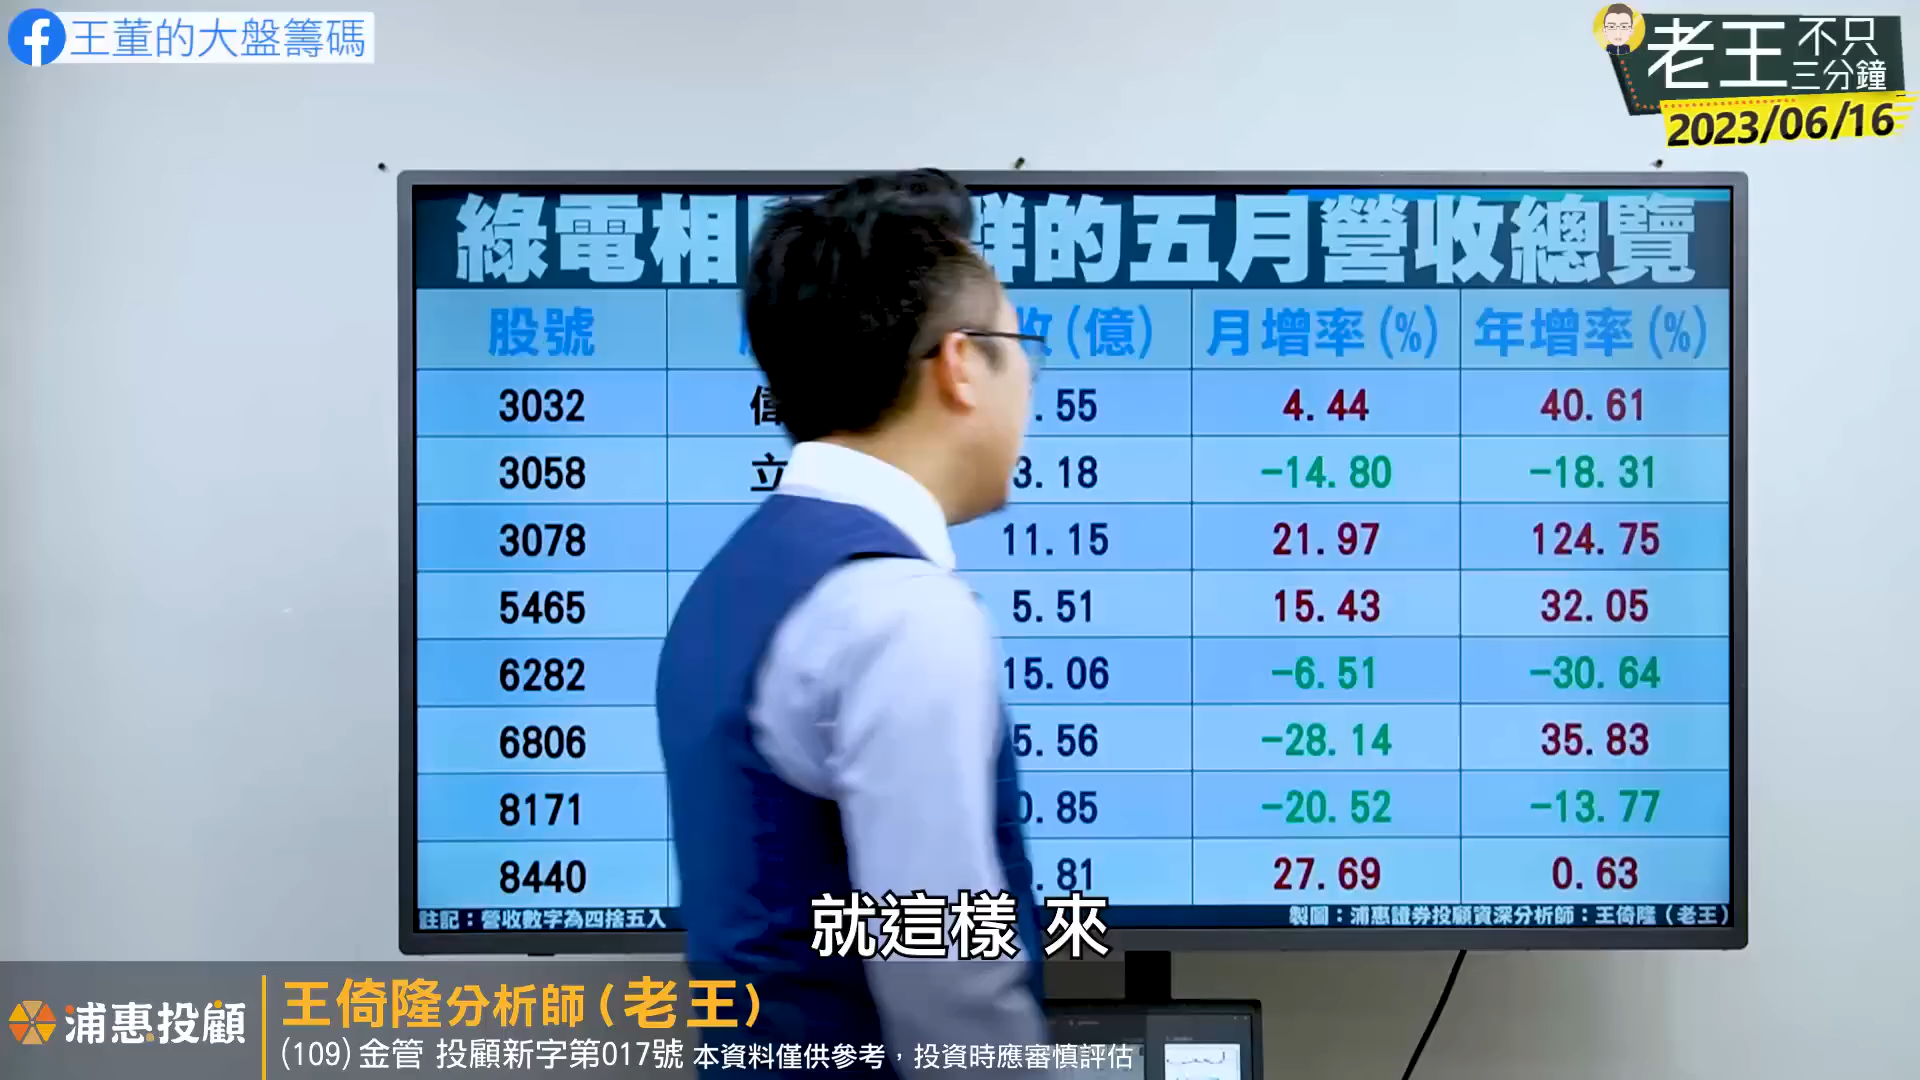 王董的大盤籌碼
老王不只三分鐘
2023/06/16
綠電相 群的五月營收總覽
股號 收(億) 月增率(%) 年增率(%)
3032 偉 .55 4.44 40.61
3058 立 3.18 -14.80 -18.31
3078 11.15 21.97 124.75
5465 5.51 15.43 32.05
6282 15.06 -6.51 -30.64
6806 5.56 -28.14 35.83
8171 0.85 -20.52 -13.77
8440 .81 27.69 0.63
註記：營收數字為四捨五入 製圖：浦惠證券投顧資深分析師：王倚隆（老王）
就這樣 來
浦惠投顧
王倚隆分析師(老王)
(109)金管 投顧新字第017號 本資料僅供參考，投資時應審慎評估